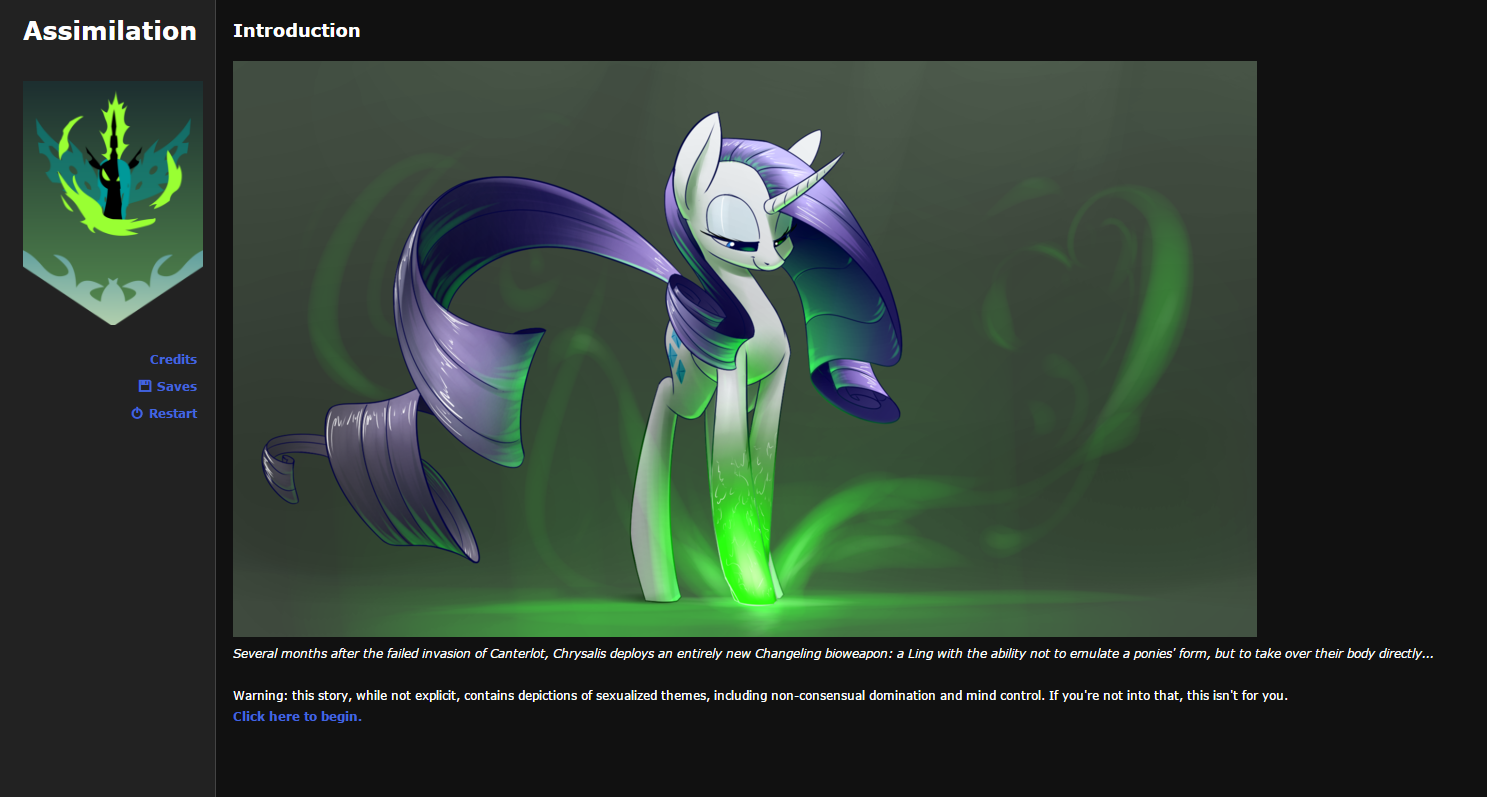 Assimilation
Credits
Saves
Restart
Introduction
Several months after the failed invasion of Canterlot, Chrysalis deploys an entirely new Changeling bioweapon: a Ling with the ability not to emulate a ponies' form, but to take over their body directly...
Warning: this story, while not explicit, contains depictions of sexualized themes, including non-consensual domination and mind control. If you're not into that, this isn't for you.
Click here to begin.